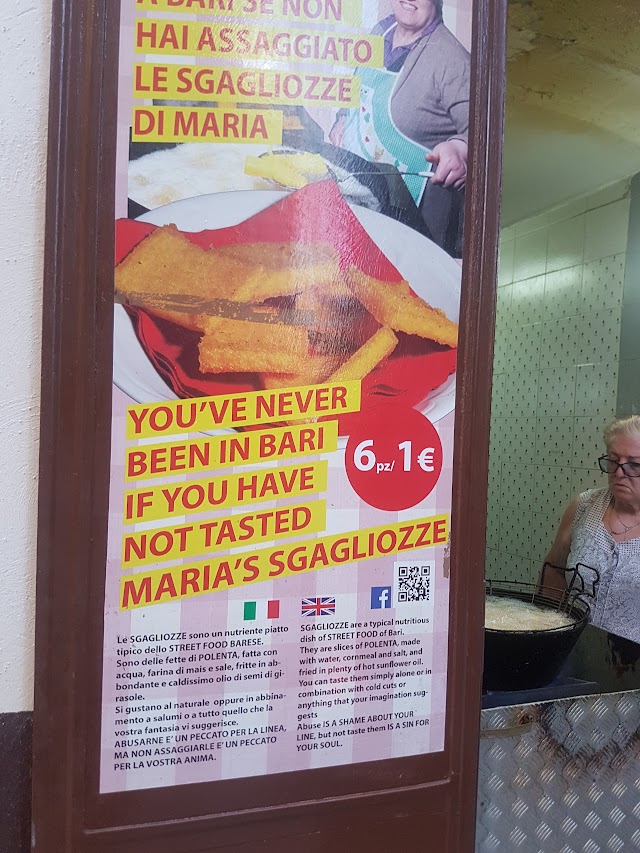 A BARI SE NON
HAI ASSAGGIATO
LE SGAGLIOZZE
DI MARIA
YOU'VE NEVER
BEEN IN BARI
IF YOU HAVE
NOT TASTED
MARIA'S SGAGLIOZZE
6pz/1€
f
Le SGAGLIOZZE sono un nutriente piatto
tipico dello STREET FOOD BARESE.
Sono delle fette di POLENTA, fatta con
acqua, farina di mais e sale, fritte in ab-
bondante e caldissimo olio di semi di gi-
rasole.
Si gustano al naturale oppure in abbina-
mento a salumi o a tutto quello che la
vostra fantasia vi suggerisce.
ABUSARNE E' UN PECCATO PER LA LINEA,
MA NON ASSAGGIARLE E' UN PECCATO
PER LA VOSTRA ANIMA.
SGAGLIOZZE are a typical nutritious
dish of STREET FOOD of Bari.
They are slices of POLENTA, made
with water, cornmeal and salt, and
fried in plenty of hot sunflower oil.
You can taste them simply alone or in
combination with cold cuts or
anything that your imagination sug-
gests
Abuse IS A SHAME ABOUT YOUR
LINE, but not taste them IS A SIN FOR
YOUR SOUL.